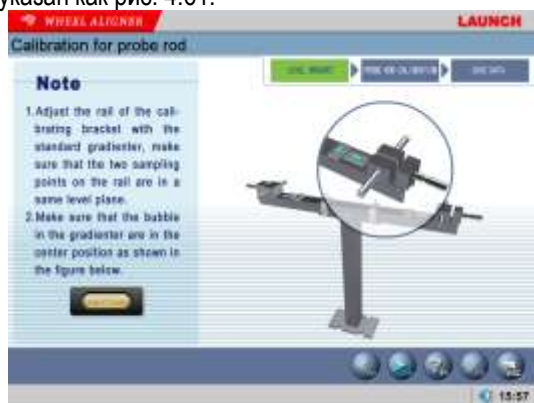 указан как рис. 4.61.
WHEEL ALIGNER
LAUNCH
Calibration for probe rod
Note
1.Adjust the rail of the cali-
brating bracket with the
standard gradienter, make
sure that the two sampling
points on the rail are in a
same level plane.
2.Make sure that the bubble
in the gradienter are in the
center position as shown in
the figure below.
SAVE DATA
15:57